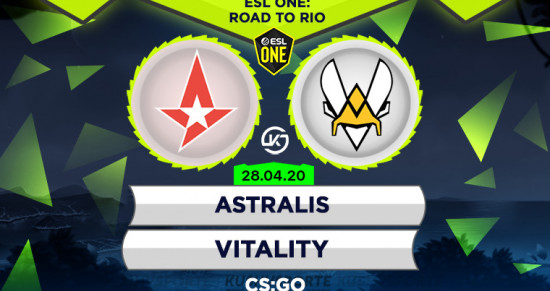 ESL ONE:
ROAD TO RIO
ESL
ONE
28.04.20
ASTRALIS
VITALITY
CS:GO